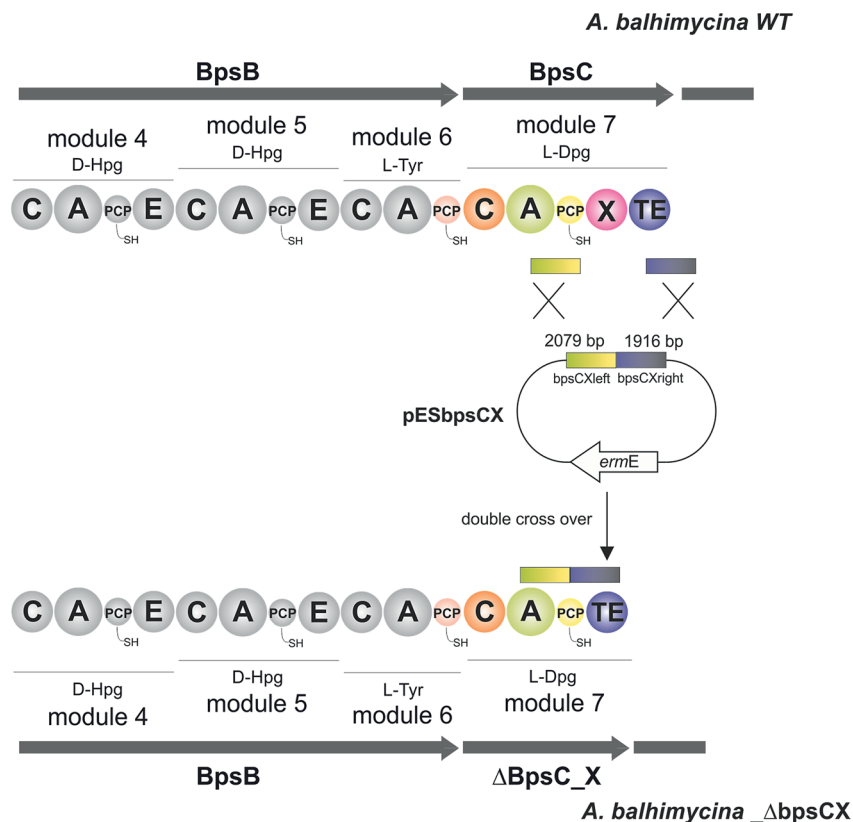 A. balhimycina WT
BpsB BpsC
module 4 module 5 module 6 module 7
D-Hpg D-Hpg L-Tyr L-Dpg
C A PCP E C A PCP E C A PCP C A PCP X TE
SH SH SH SH
2079 bp 1916 bp
bpsCXleft bpsCXright
pESbpsCX
ermE
double cross over
C A PCP E C A PCP E C A PCP C A PCP TE
SH SH SH SH
D-Hpg D-Hpg L-Tyr L-Dpg
module 4 module 5 module 6 module 7
BpsB ΔBpsC_X
A. balhimycina _ΔbpsCX